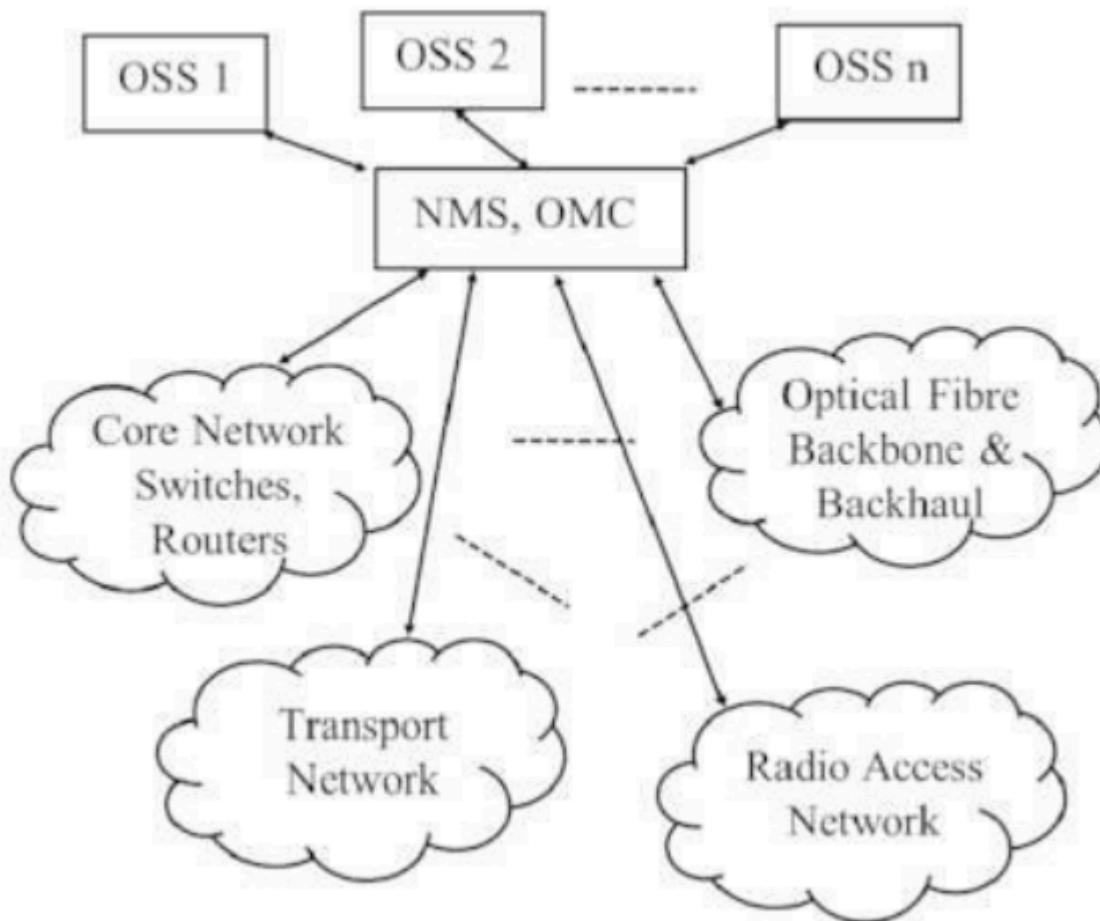 OSS 1
OSS 2
OSS n
NMS, OMC
Core Network
Switches,
Routers
Optical Fibre
Backbone &
Backhaul
Transport
Network
Radio Access
Network